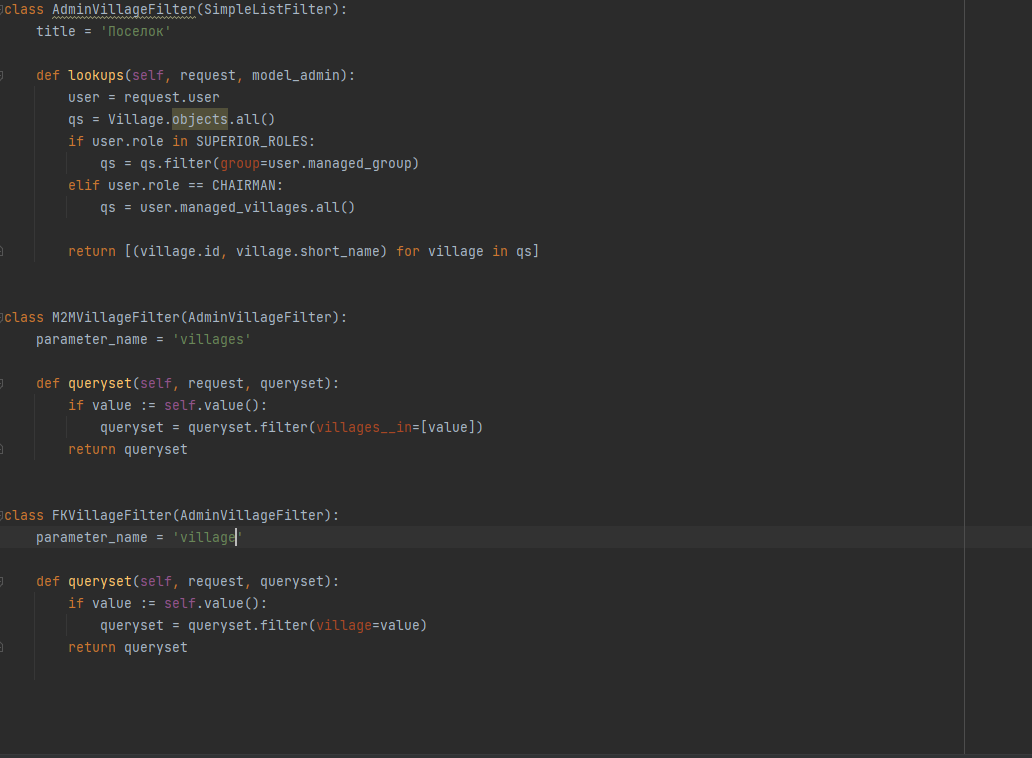 class AdminVillageFilter(SimpleListFilter):
    title = 'Поселок'
    def lookups(self, request, model_admin):
        user = request.user
        qs = Village.objects.all()
        if user.role in SUPERIOR_ROLES:
            qs = qs.filter(group=user.managed_group)
        elif user.role == CHAIRMAN:
            qs = user.managed_villages.all()
        return [(village.id, village.short_name) for village in qs]
class M2MVillageFilter(AdminVillageFilter):
    parameter_name = 'villages'
    def queryset(self, request, queryset):
        if value := self.value():
            queryset = queryset.filter(villages__in=[value])
        return queryset
class FKVillageFilter(AdminVillageFilter):
    parameter_name = 'village'
    def queryset(self, request, queryset):
        if value := self.value():
            queryset = queryset.filter(village=value)
        return queryset